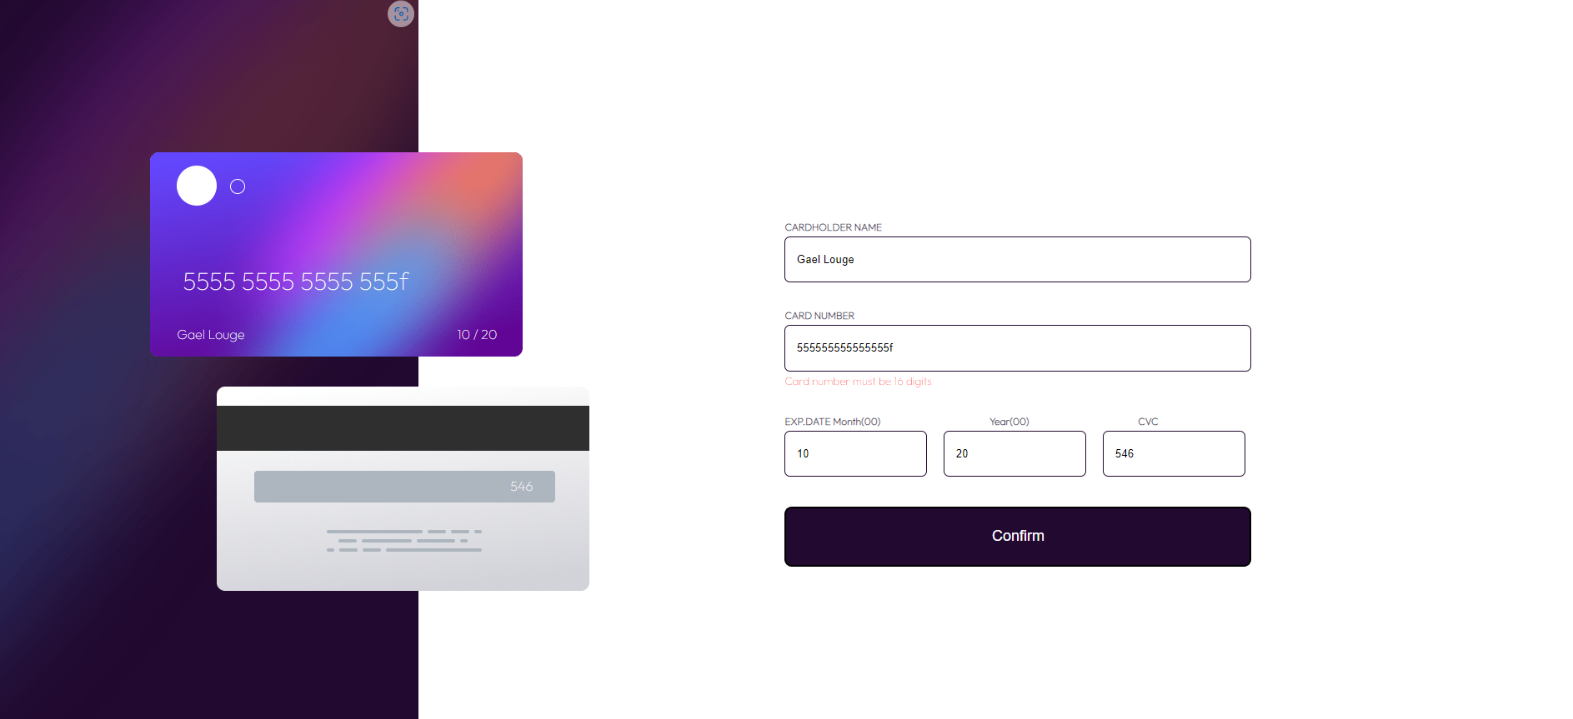 5555 5555 5555 555f
Gael Louge
10 / 20
546
CARDHOLDER NAME
Gael Louge
CARD NUMBER
555555555555555f
Card number must be 16 digits
EXP.DATE Month(00) Year(00) CVC
10 20 546
Confirm